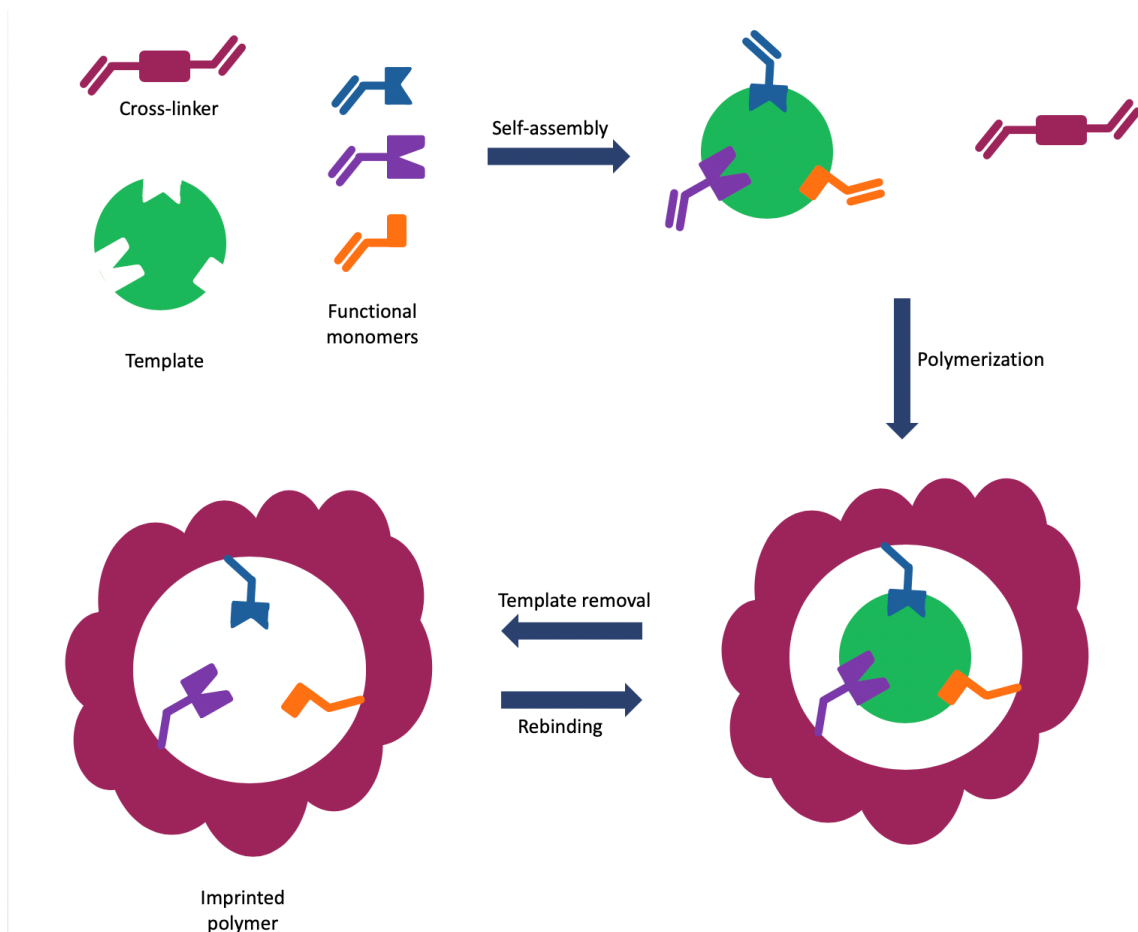 Cross-linker
Self-assembly
Functional
monomers
Template
Polymerization
Template removal
Rebinding
Imprinted
polymer